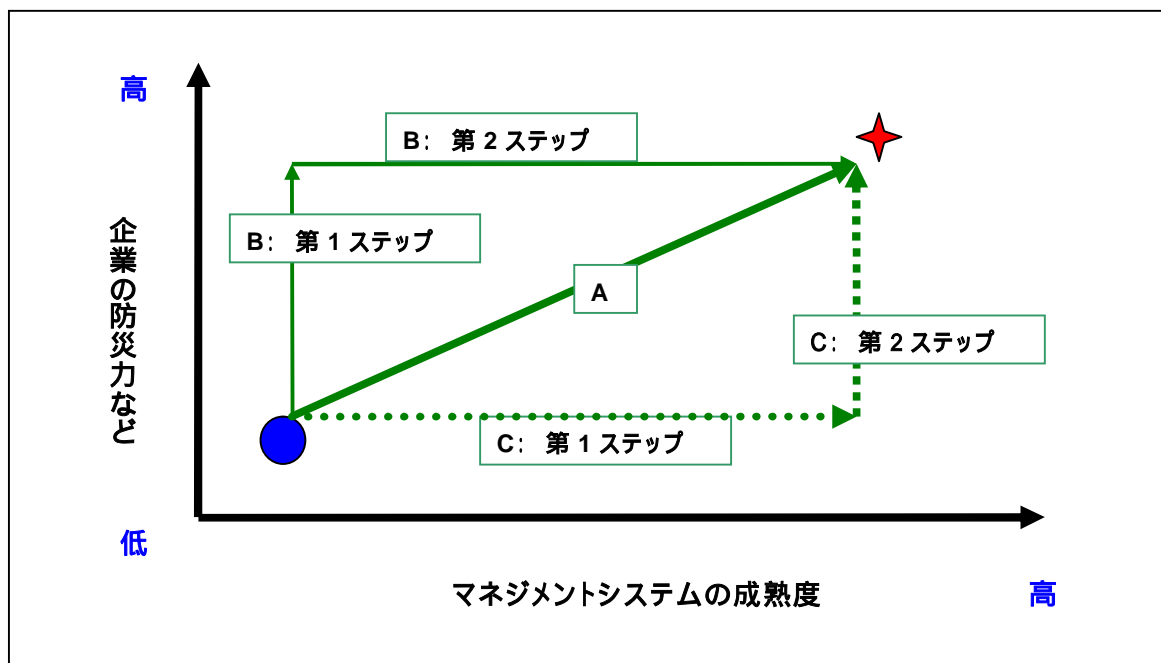 高
B： 第 2 ステップ
B： 第 1 ステップ
企業の防災力など
A
C： 第 2 ステップ
C： 第 1 ステップ
低
マネジメントシステムの成熟度
高